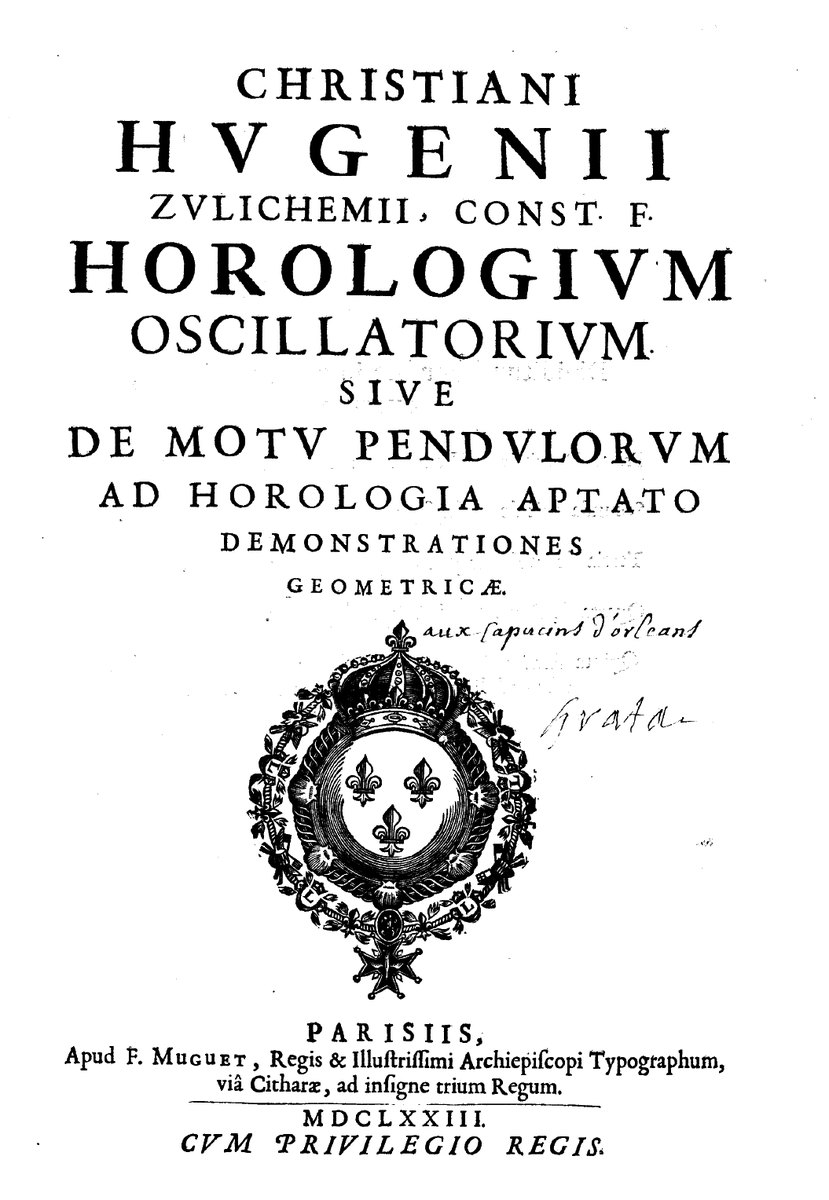 CHRISTIANI
HVGENII
ZVLICHEMII, CONST. F.
HOROLOGIVM
OSCILLATORIVM.
SIVE
DE MOTV PENDVLORVM
AD HOROLOGIA APTATO
DEMONSTRATIONES
GEOMETRICÆ.
aux capucins d'orleans
grata
L
L
L
L
PARISIIS,
Apud F. MUGUET, Regis & Illuſtriſſimi Archiepiſcopi Typographum,
viâ Citharæ, ad inſigne trium Regum.
MDCLXXIII.
CVM PRIVILEGIO REGIS.